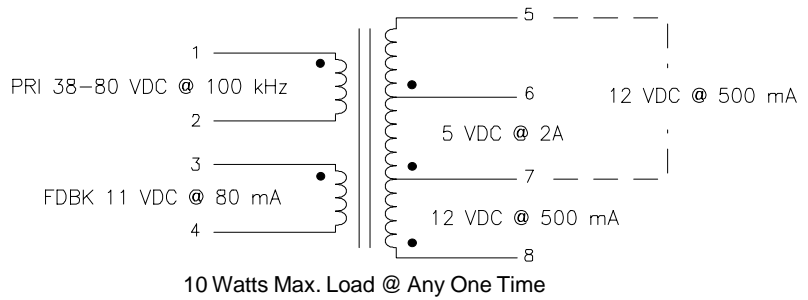 5
1
PRI 38-80 VDC @ 100 kHz
6
12 VDC @ 500 mA
2
5 VDC @ 2A
3
7
FDBK 11 VDC @ 80 mA
12 VDC @ 500 mA
4
8
10 Watts Max. Load @ Any One Time